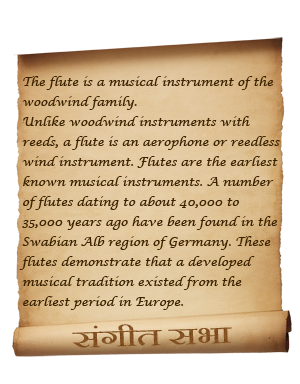 The flute is a musical instrument of the
woodwind family.
Unlike woodwind instruments with
reeds, a flute is an aerophone or reedless
wind instrument. Flutes are the earliest
known musical instruments. A number
of flutes dating to about 40,000 to
35,000 years ago have been found in the
Swabian Alb region of Germany. These
flutes demonstrate that a developed
musical tradition existed from the
earliest period in Europe.
संगीत सभा